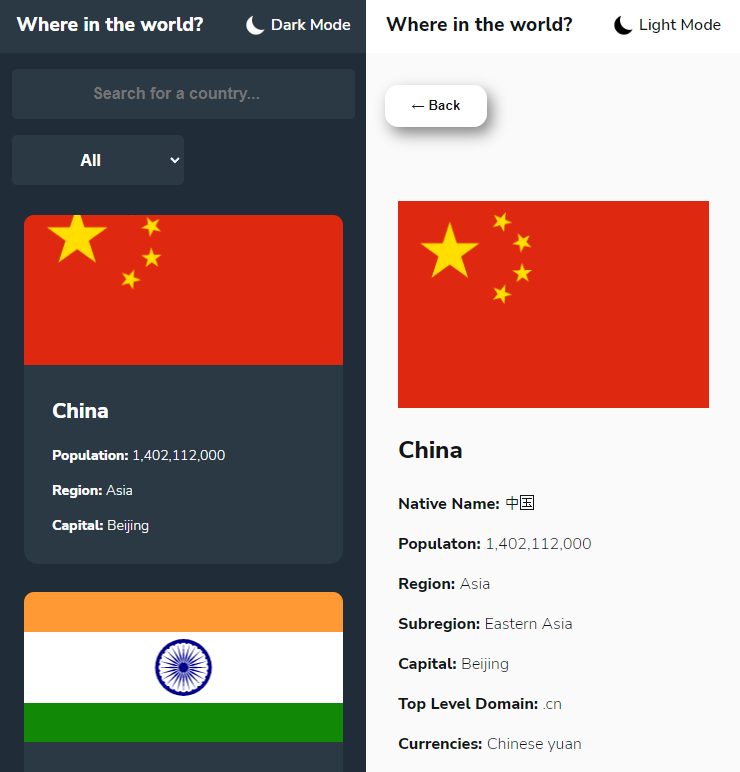 Where in the world?
Dark Mode
Search for a country...
All
China
Population: 1,402,112,000
Region: Asia
Capital: Beijing
Where in the world?
Light Mode
← Back
China
Native Name: 中国
Populaton: 1,402,112,000
Region: Asia
Subregion: Eastern Asia
Capital: Beijing
Top Level Domain: .cn
Currencies: Chinese yuan